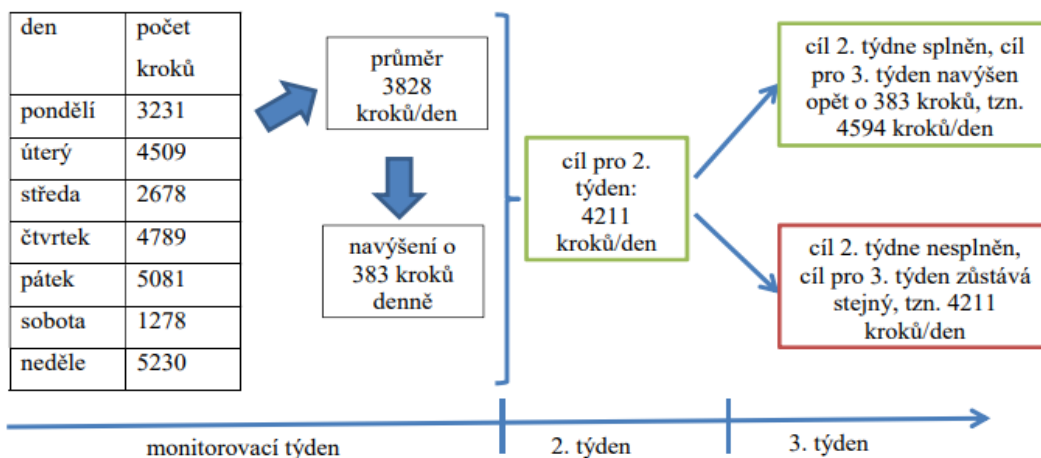 den počet
kroků
pondělí 3231
úterý 4509
středa 2678
čtvrtek 4789
pátek 5081
sobota 1278
neděle 5230
průměr
3828
kroků/den
navýšení o
383 kroků
denně
cíl pro 2.
týden:
4211
kroků/den
cíl 2. týdne splněn, cíl
pro 3. týden navýšen
opět o 383 kroků, tzn.
4594 kroků/den
cíl 2. týdne nesplněn,
cíl pro 3. týden zůstává
stejný, tzn. 4211
kroků/den
monitorovací týden
2. týden
3. týden